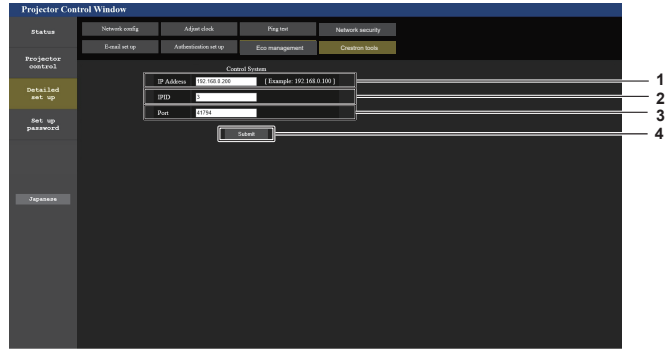 Projector Control Window
Status
Network config
Adjust clock
Ping test
Network security
E-mail set up
Authentication set up
Eco management
Crestron tools
Projector
control
Detailed
set up
Set up
password
Japanese
Control System
IP Address 192.168.0.200 [ Example: 192.168.0.100 ]
1
IPID 3
2
Port 41794
3
Submit
4